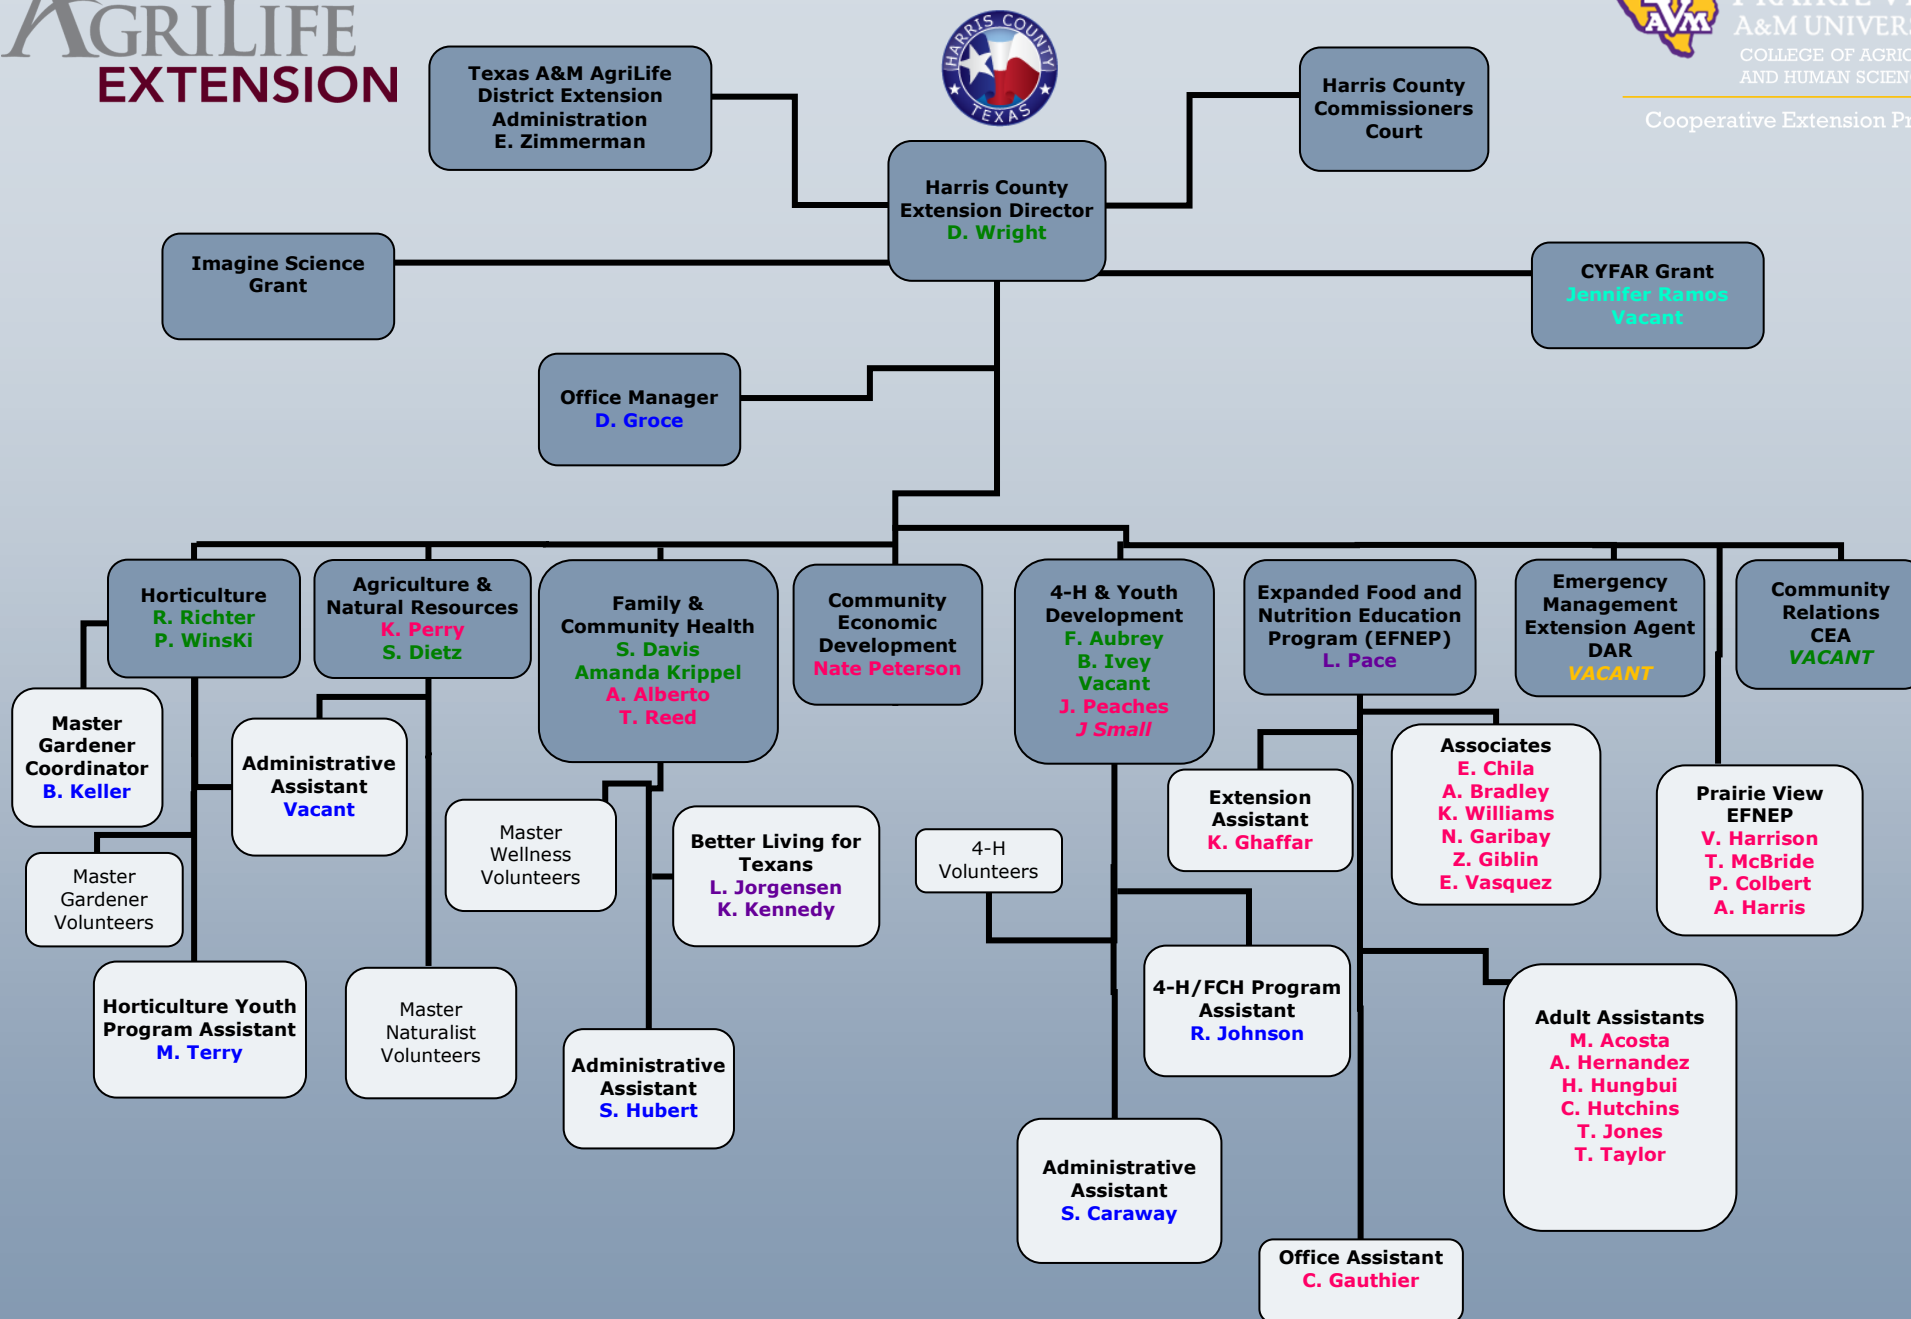 AGRILIFE
EXTENSION
Texas A&M AgriLife
District Extension
Administration
E. Zimmerman
HARRIS COUNTY
TEXAS
Harris County
Commissioners
Court
A&M
COLLEGE OF
AND HUMAN
Cooperative Extension
Harris County
Extension Director
D. Wright
Imagine Science
Grant
CYFAR Grant
Jennifer Ramos
Vacant
Office Manager
D. Groce
Horticulture
R. Richter
P. WinsKi
Agriculture &
Natural Resources
K. Perry
S. Dietz
Family &
Community Health
S. Davis
Amanda Krippel
A. Alberto
T. Reed
Community
Economic
Development
Nate Peterson
4-H & Youth
Development
F. Aubrey
B. Ivey
Vacant
J. Peaches
J Small
Expanded Food and
Nutrition Education
Program (EFNEP)
L. Pace
Emergency
Management
Extension Agent
DAR
VACANT
Community
Relations
CEA
VACANT
Master
Gardener
Coordinator
B. Keller
Administrative
Assistant
Vacant
Master
Gardener
Volunteers
Master
Wellness
Volunteers
Better Living for
Texans
L. Jorgensen
K. Kennedy
4-H
Volunteers
Extension
Assistant
K. Ghaffar
Associates
E. Chila
A. Bradley
K. Williams
N. Garibay
Z. Giblin
E. Vasquez
Prairie View
EFNEP
V. Harrison
T. McBride
P. Colbert
A. Harris
Horticulture Youth
Program Assistant
M. Terry
Master
Naturalist
Volunteers
Administrative
Assistant
S. Hubert
4-H/FCH Program
Assistant
R. Johnson
Adult Assistants
M. Acosta
A. Hernandez
H. Hungbui
C. Hutchins
T. Jones
T. Taylor
Administrative
Assistant
S. Caraway
Office Assistant
C. Gauthier